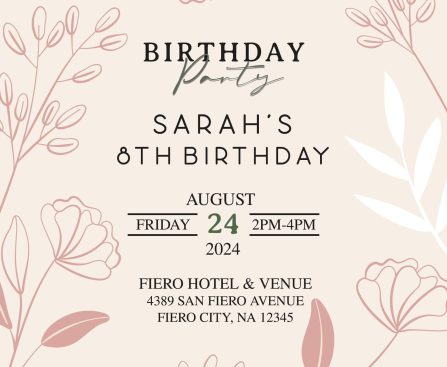 BIRTHDAY
Party
SARAH'S
8TH BIRTHDAY
AUGUST
FRIDAY 24 2PM-4PM
2024
FIERO HOTEL & VENUE
4389 SAN FIERO AVENUE
FIERO CITY, NA 12345